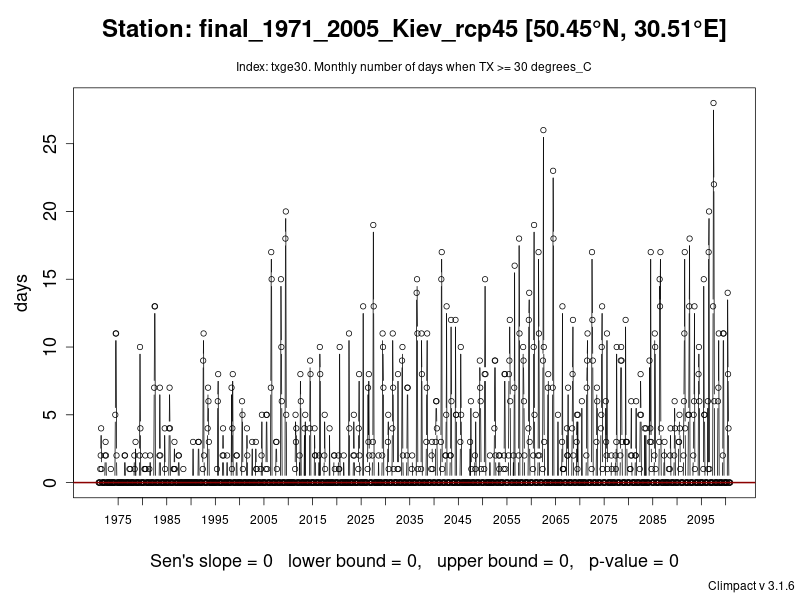 Station: final_1971_2005_Kiev_rcp45 [50.45°N, 30.51°E]
Index: txge30. Monthly number of days when TX >= 30 degrees_C
days
25
20
15
10
5
0
1975 1985 1995 2005 2015 2025 2035 2045 2055 2065 2075 2085 2095
Sen's slope = 0 lower bound = 0, upper bound = 0, p-value = 0
Climpact v 3.1.6